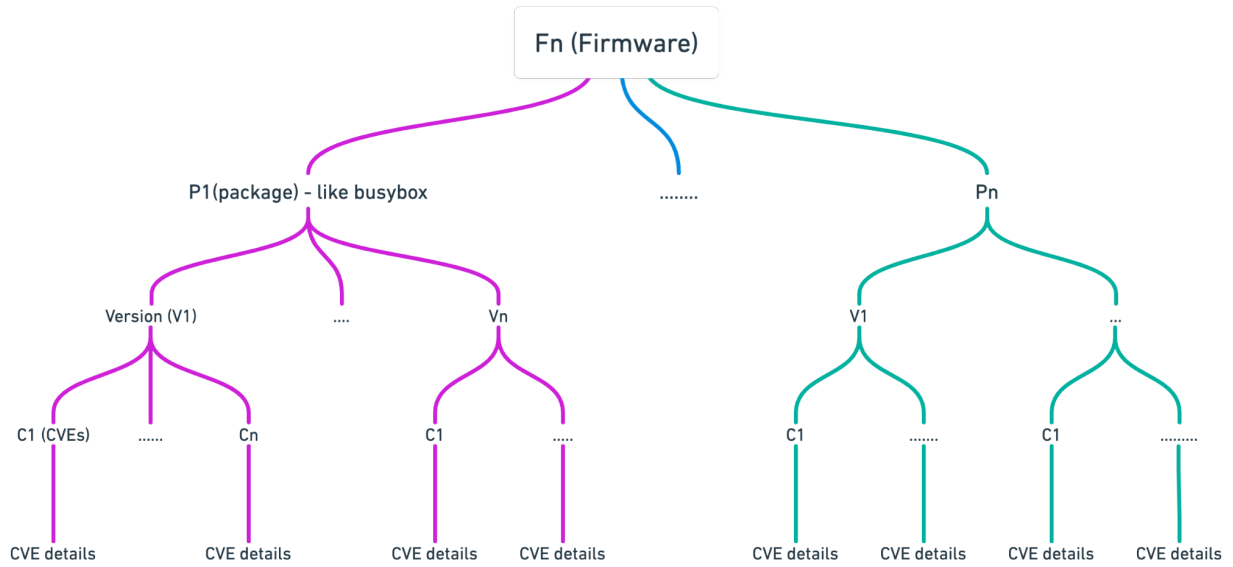 Fn (Firmware)
P1(package) - like busybox
........
Pn
Version (V1)
....
Vn
V1
...
C1 (CVEs)
......
Cn
C1
.....
C1
.......
C1
.........
CVE details
CVE details
CVE details
CVE details
CVE details
CVE details
CVE details
CVE details